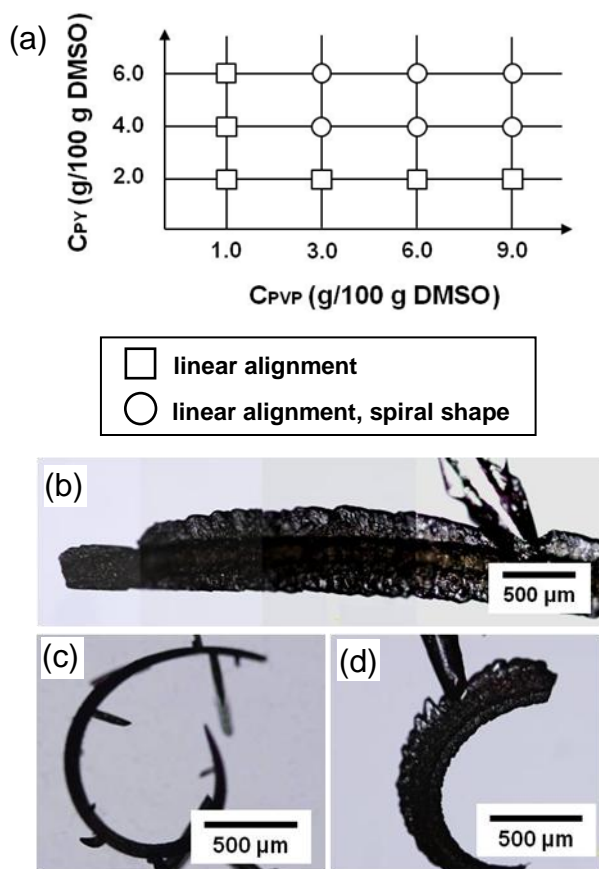 (a)
CPY (g/100 g DMSO)
6.0
4.0
2.0
1.0 3.0 6.0 9.0
CPVP (g/100 g DMSO)
linear alignment
linear alignment, spiral shape
(b)
500 μm
(c)
500 μm
(d)
500 μm